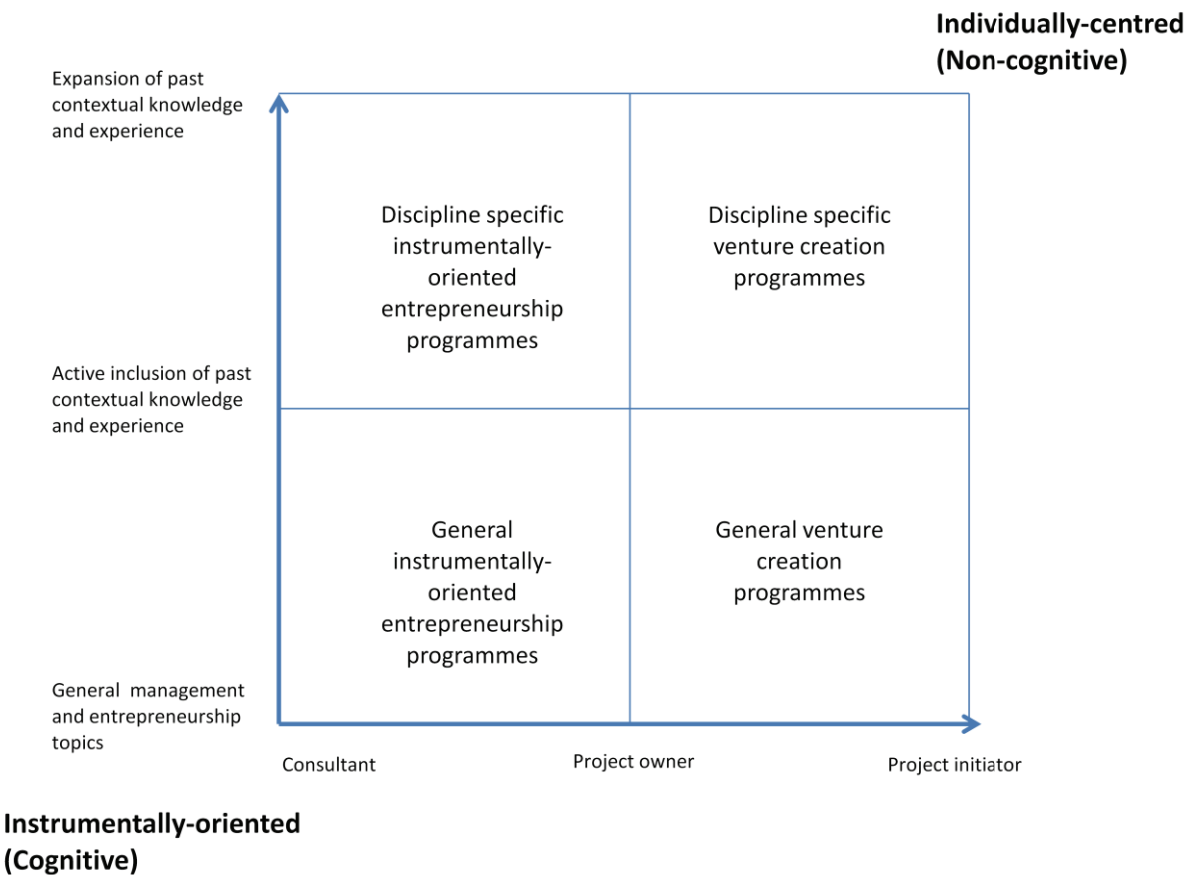 Individually-centred
(Non-cognitive)
Expansion of past
contextual knowledge
and experience
Discipline specific
instrumentally-
oriented
entrepreneurship
programmes
Discipline specific
venture creation
programmes
Active inclusion of past
contextual knowledge
and experience
General
instrumentally-
oriented
entrepreneurship
programmes
General venture
creation
programmes
General management
and entrepreneurship
topics
Consultant
Project owner
Project initiator
Instrumentally-oriented
(Cognitive)